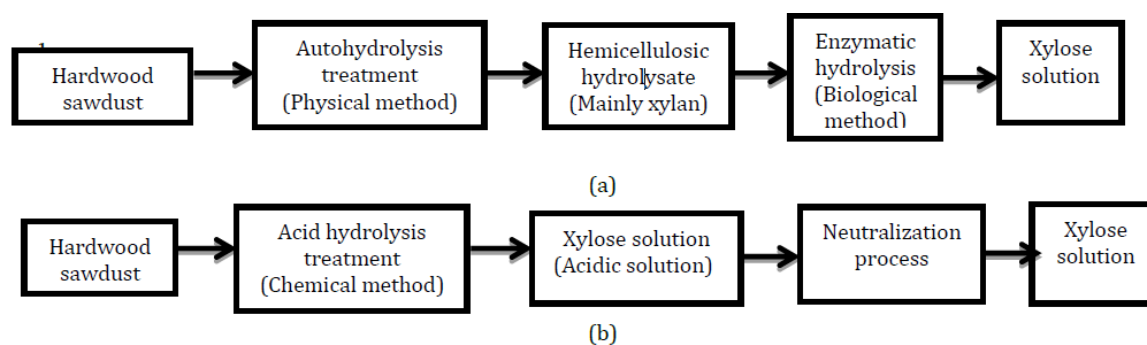 Hardwood
sawdust
Autohydrolysis
treatment
(Physical method)
Hemicellulosic
hydrolysate
(Mainly xylan)
Enzymatic
hydrolysis
(Biological
method)
Xylose
solution
(a)
Hardwood
sawdust
Acid hydrolysis
treatment
(Chemical method)
Xylose solution
(Acidic solution)
Neutralization
process
Xylose
solution
(b)